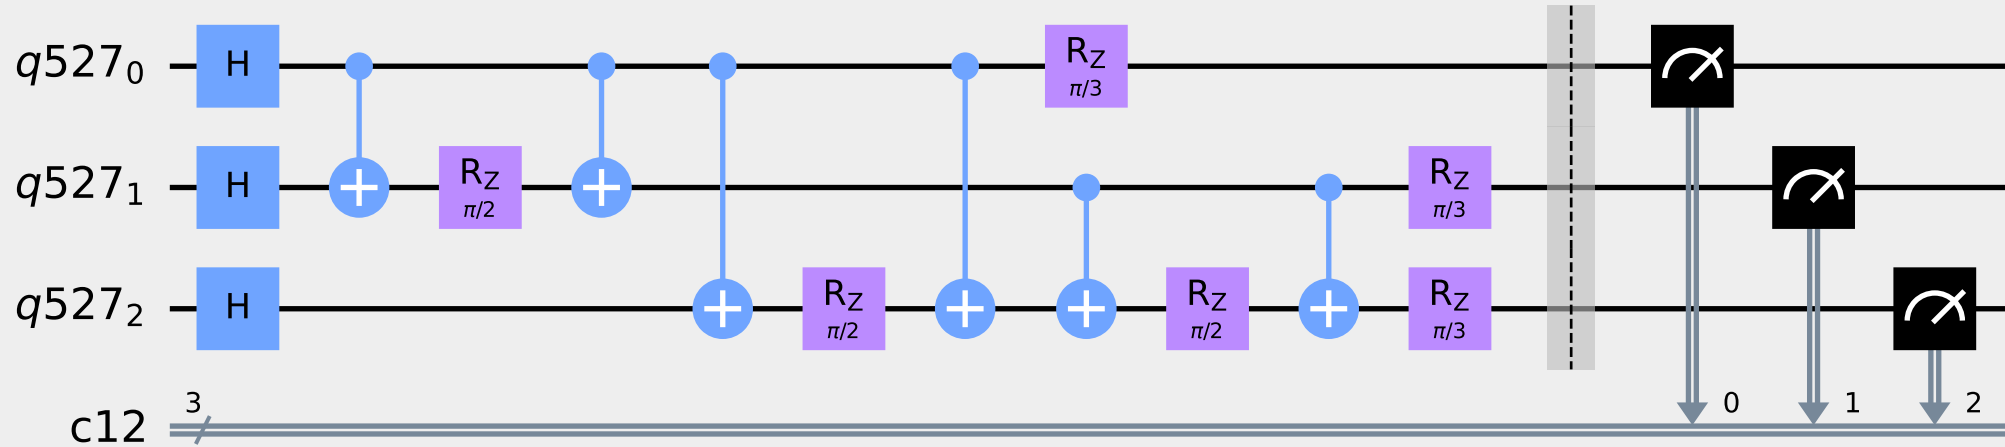 q527₀ H R_Z π/3 0
q527₁ H R_Z π/2 R_Z π/3 1
q527₂ H R_Z π/2 R_Z π/2 R_Z π/3 2
c12 3